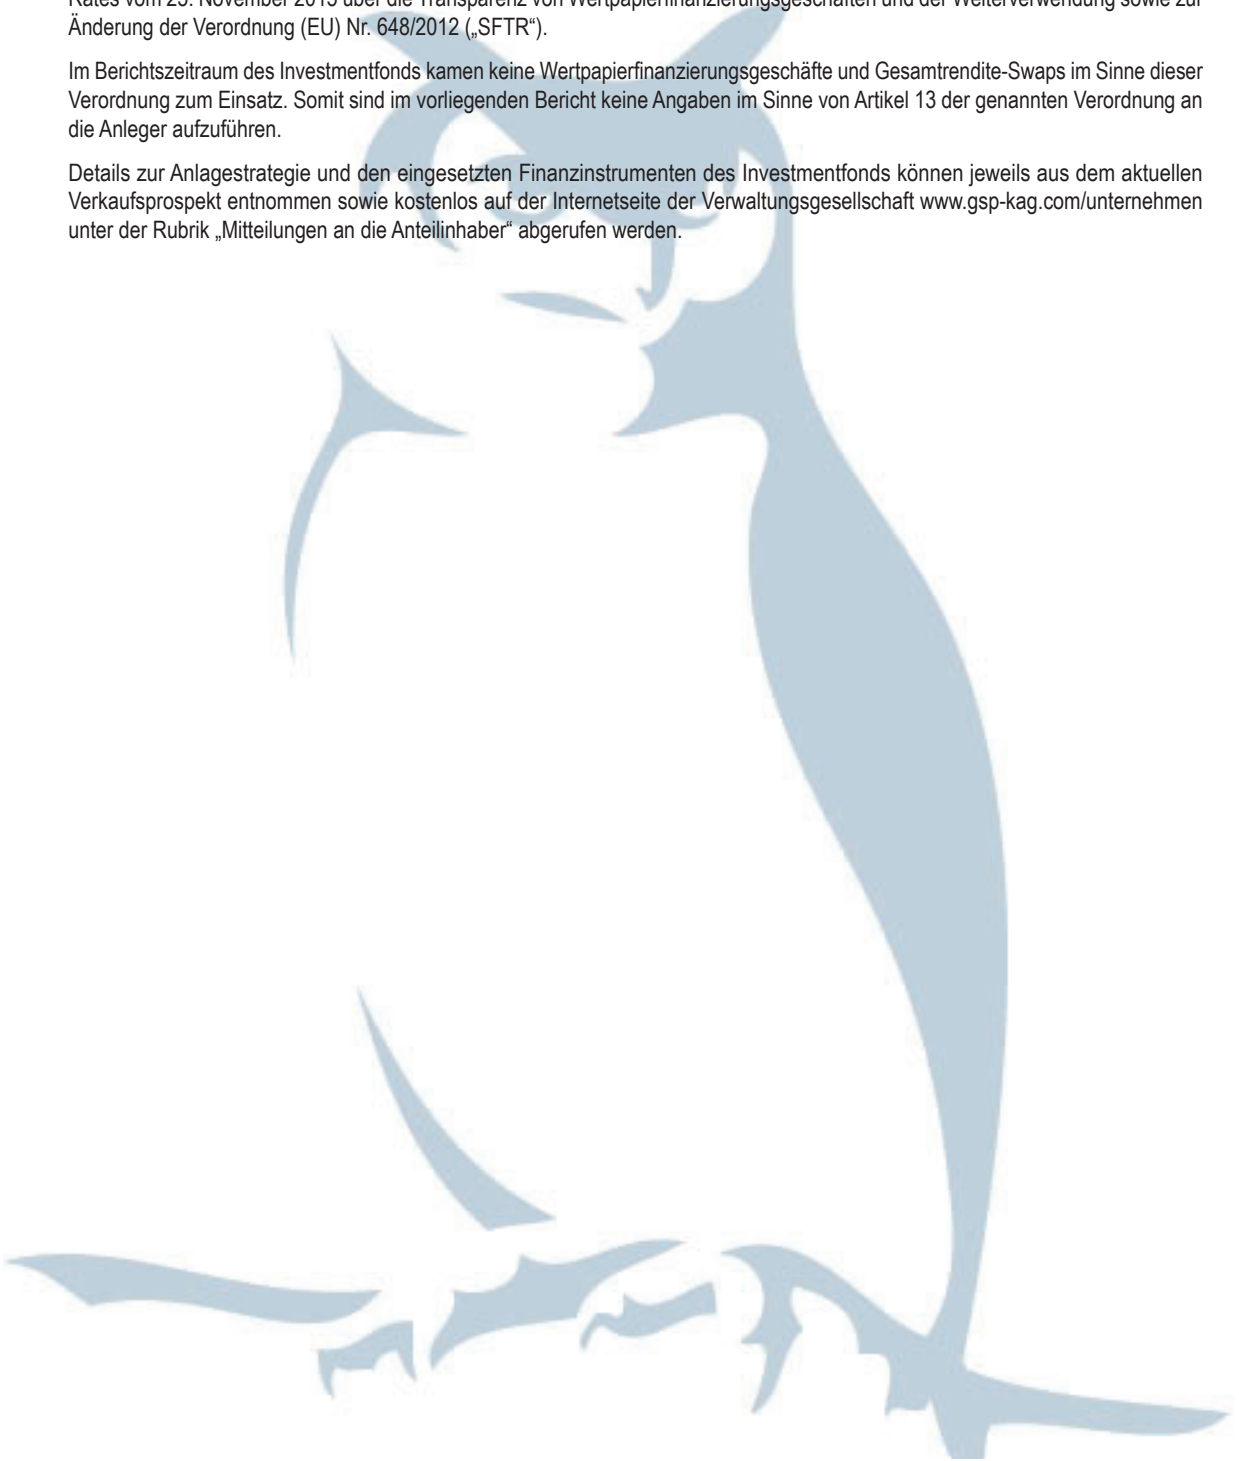 Rates vom 25. November 2015 über die Transparenz von Wertpapierfinanzierungsgeschäften und der Weiterverwendung sowie zur
Änderung der Verordnung (EU) Nr. 648/2012 („SFTR“).
Im Berichtszeitraum des Investmentfonds kamen keine Wertpapierfinanzierungsgeschäfte und Gesamtrendite-Swaps im Sinne dieser
Verordnung zum Einsatz. Somit sind im vorliegenden Bericht keine Angaben im Sinne von Artikel 13 der genannten Verordnung an
die Anleger aufzuführen.
Details zur Anlagestrategie und den eingesetzten Finanzinstrumenten des Investmentfonds können jeweils aus dem aktuellen
Verkaufsprospekt entnommen sowie kostenlos auf der Internetseite der Verwaltungsgesellschaft www.gsp-kag.com/unternehmen
unter der Rubrik „Mitteilungen an die Anteilinhaber“ abgerufen werden.